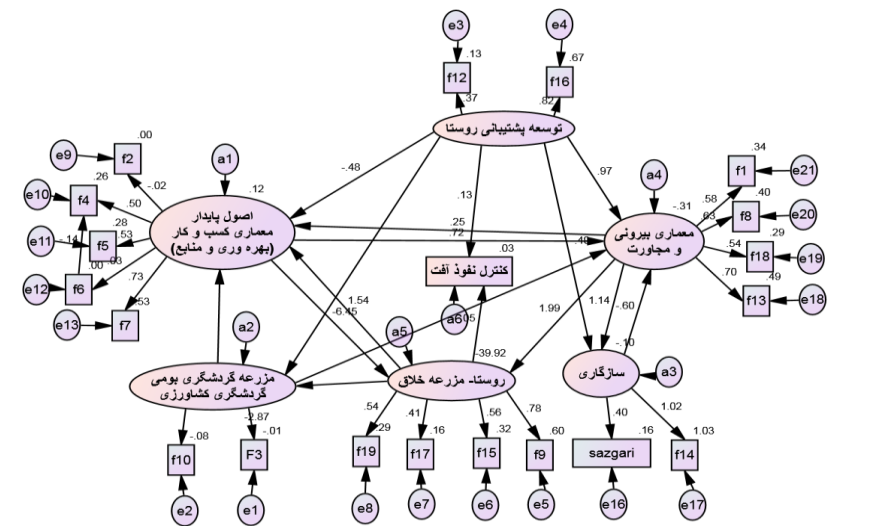 e3
e4
.13
.67
f12
f16
.37
.82
توسعه پشتیبانی روستا
.00
e9
f2
a1
.34
f1
e21
-.48
.97
a4
-.02
.12
-.31
.58
.40
e10
.26
f4
.50
.13
.63
f8
e20
اصول پایدار
معماری کسب و کار
(بهره وری و منابع)
.25
.72
.40
معماری بیرونی
و مجاورت
.29
e11
-.14
.28
f5
.53
.03
.54
f18
e19
کنترل نفوذ آفت
.00
.03
e12
f6
.73
.70
.49
f13
e18
.53
e13
f7
1.54
-6.45
a6
.05
1.99
1.14
-.60
a2
a5
-39.92
-.10
مزرعه گردشگری بومی
گردشگری کشاورزی
روستا- مزرعه خلاق
سازگاری
a3
-2.87
-.08
-.01
.54
.29
.41
.16
.56
.32
.78
.60
.40
.16
1.02
1.03
f10
F3
f19
f17
f15
f9
sazgari
f14
e2
e1
e8
e7
e6
e5
e16
e17